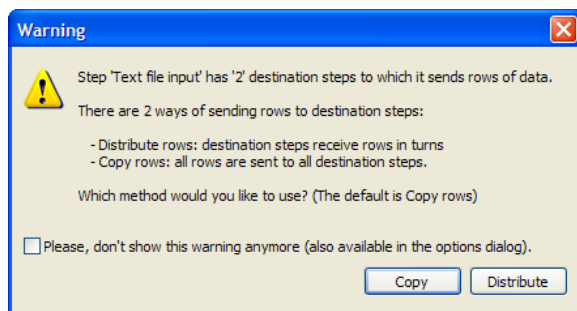 Warning
Step 'Text file input' has '2' destination steps to which it sends rows of data.
There are 2 ways of sending rows to destination steps:
- Distribute rows: destination steps receive rows in turns
- Copy rows: all rows are sent to all destination steps.
Which method would you like to use? (The default is Copy rows)
Please, don't show this warning anymore (also available in the options dialog).
Copy Distribute